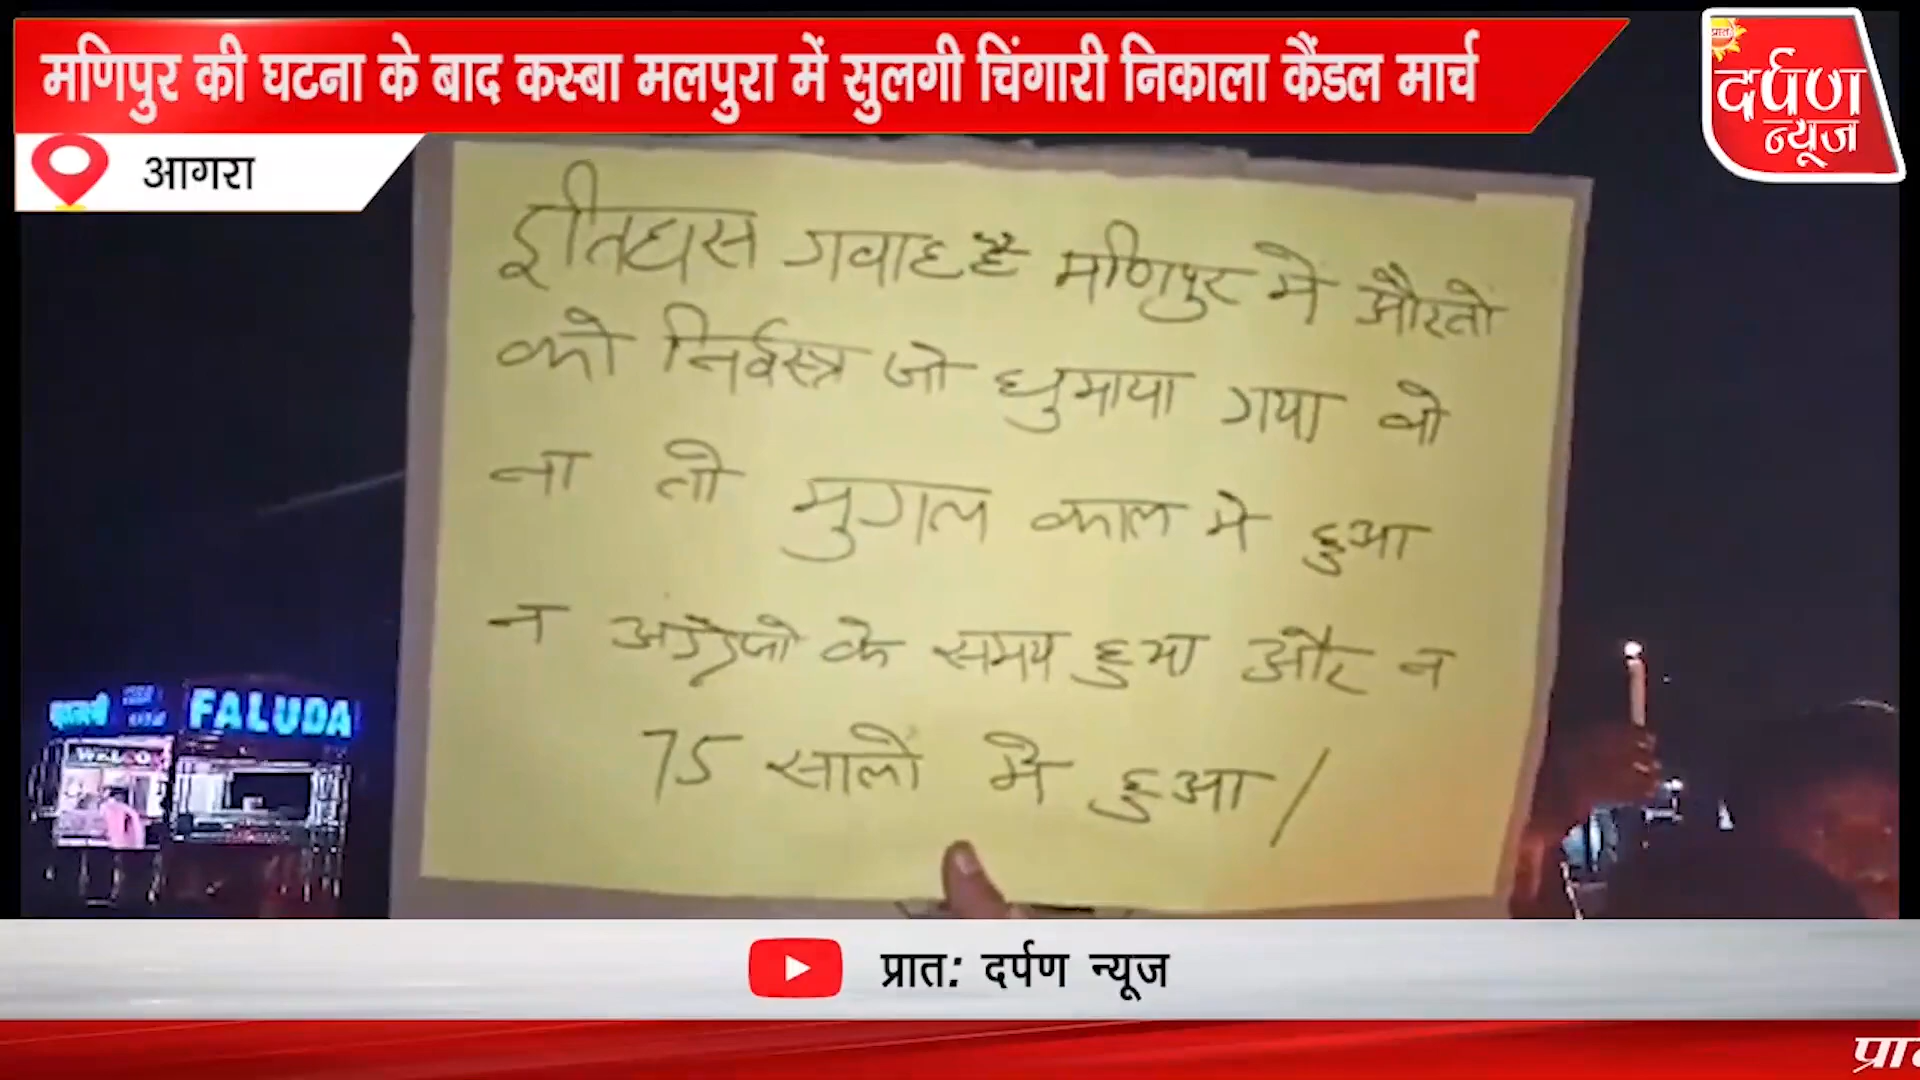 मणिपुर की घटना के बाद कस्बा मलपुरा में सुलगी चिंगारी निकाला कैंडल मार्च
प्रातः
दर्पण
न्यूज
आगरा
इतिहास गवाह है मणिपुर मे औरतो
को निर्वस्त्र जो घुमाया गया वो
ना तो मुगल काल मे हुआ
न अंग्रेजो के समय हुआ और न
75 सालो मे हुआ /
FALUDA
WELCO
प्रात: दर्पण न्यूज
प्रा